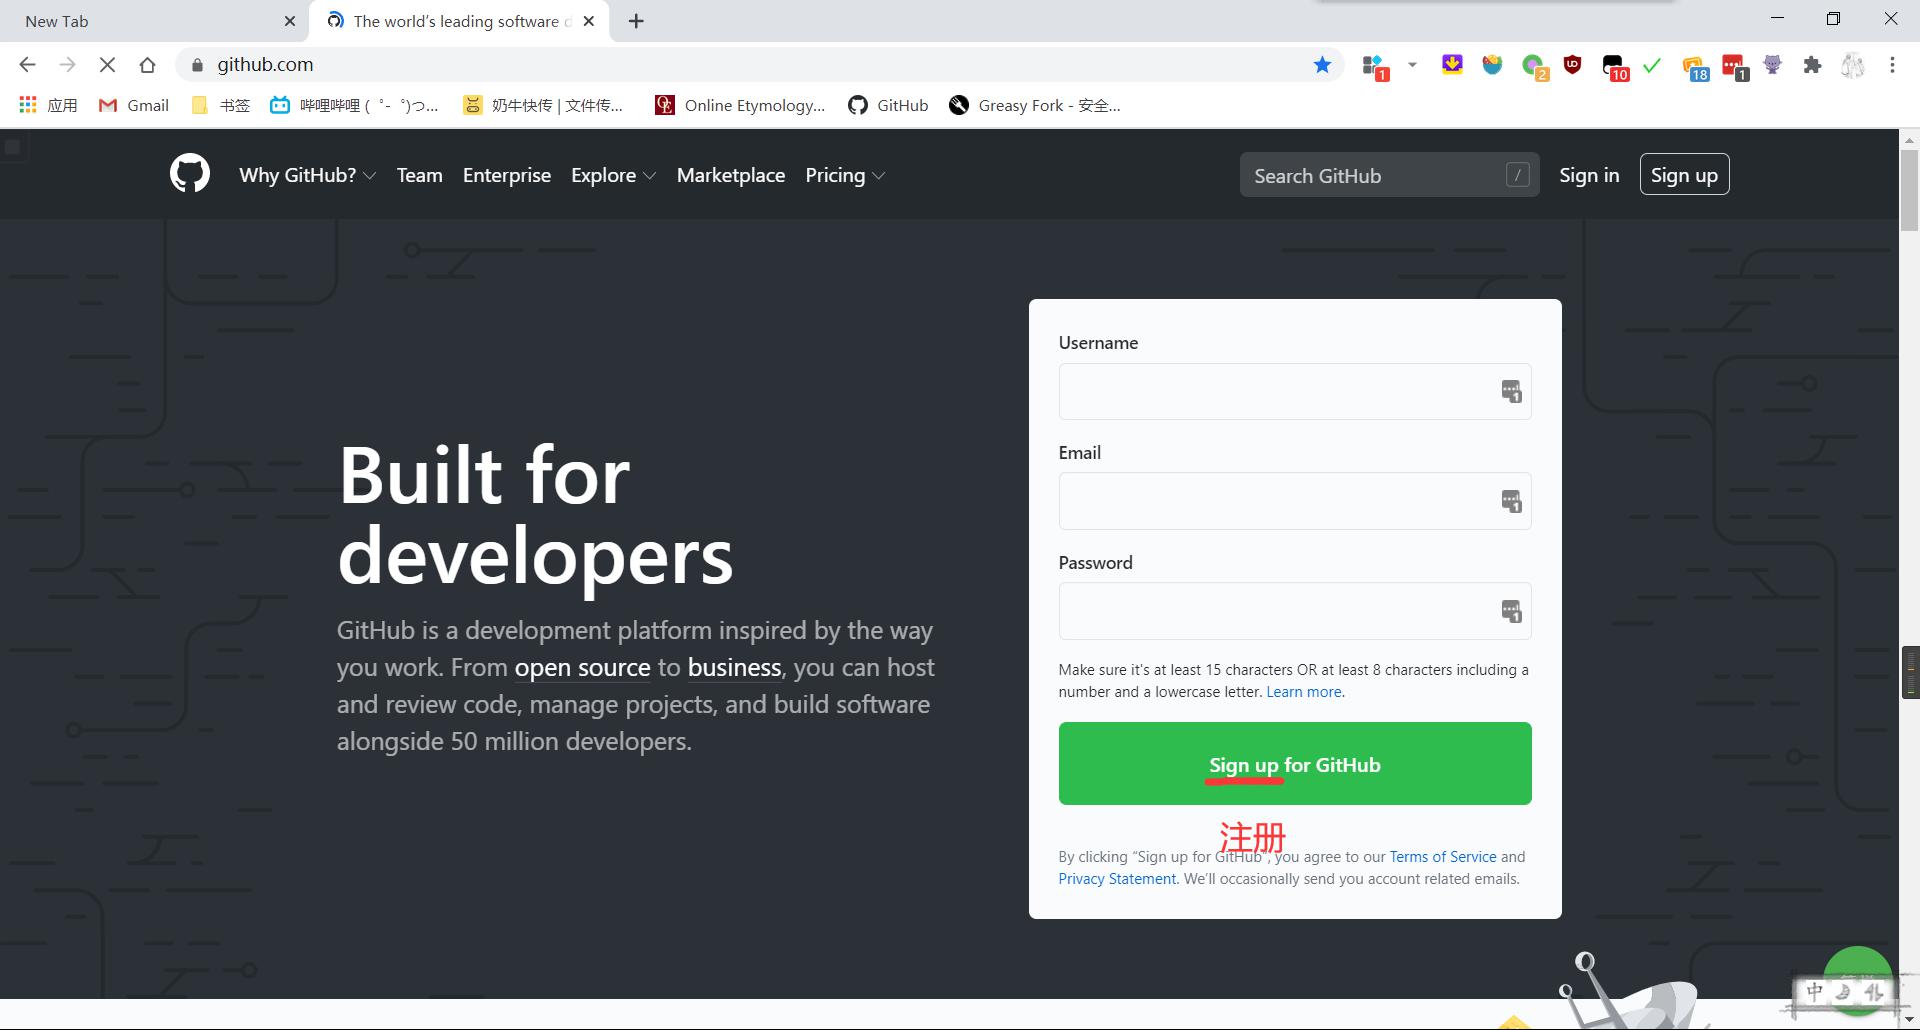 New Tab
The world's leading software d
github.com
1
2
10
18
1
应用
Gmail
书签
哔哩哔哩 ( ゜- ゜)つ...
奶牛快传 | 文件传...
Online Etymology...
GitHub
Greasy Fork - 安全...
Why GitHub?
Team
Enterprise
Explore
Marketplace
Pricing
Search GitHub
/
Sign in
Sign up
Built for
developers
GitHub is a development platform inspired by the way
you work. From open source to business, you can host
and review code, manage projects, and build software
alongside 50 million developers.
Username
Email
Password
Make sure it's at least 15 characters OR at least 8 characters including a
number and a lowercase letter. Learn more.
Sign up for GitHub
注册
By clicking “Sign up for GitHub”, you agree to our Terms of Service and
Privacy Statement. We’ll occasionally send you account related emails.
中